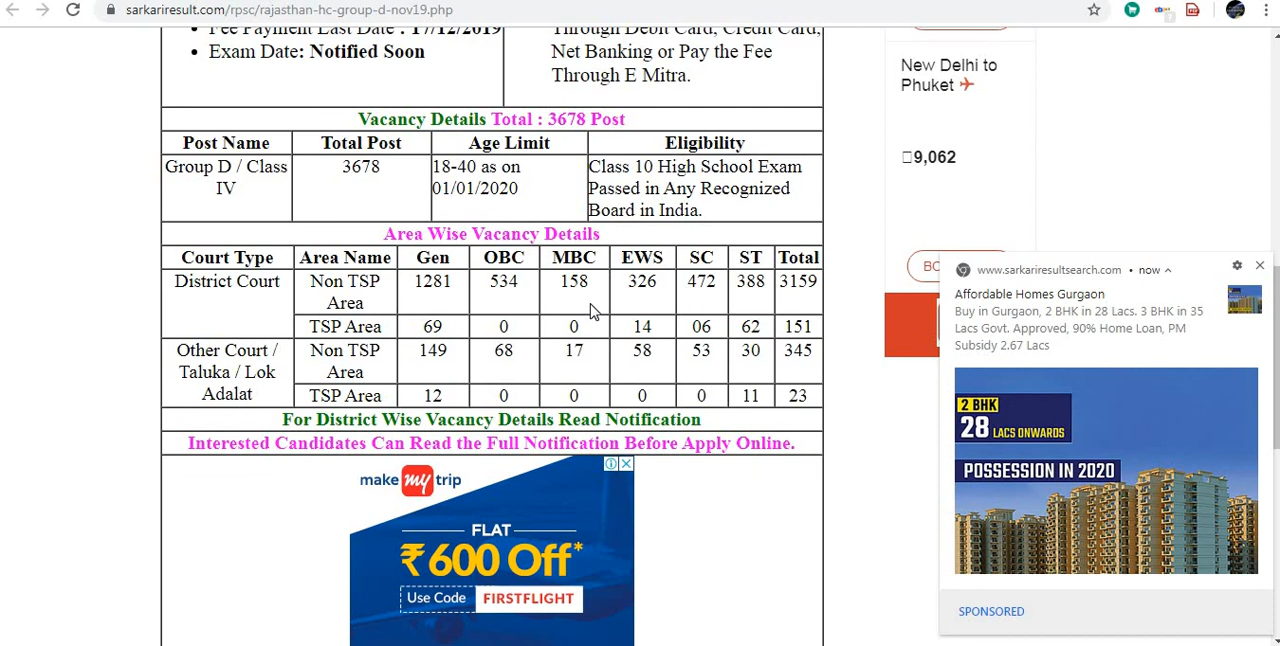 sarkariresult.com/rpsc/rajasthan-hc-group-d-nov19.php
Fee Payment Last Date : 17/12/2019
Exam Date: Notified Soon
Through Debit Card, Credit Card,
Net Banking or Pay the Fee
Through E Mitra.
Vacancy Details Total : 3678 Post
Post Name Total Post Age Limit Eligibility
Group D / Class
IV
3678
18-40 as on
01/01/2020
Class 10 High School Exam
Passed in Any Recognized
Board in India.
Area Wise Vacancy Details
Court Type Area Name Gen OBC MBC EWS SC ST Total
District Court
Non TSP
Area
1281 534 158 326 472 388 3159
TSP Area 69 0 0 14 06 62 151
Other Court /
Taluka / Lok
Adalat
Non TSP
Area
149 68 17 58 53 30 345
TSP Area 12 0 0 0 0 11 23
For District Wise Vacancy Details Read Notification
Interested Candidates Can Read the Full Notification Before Apply Online.
make my trip
FLAT
₹600 Off*
Use Code FIRSTFLIGHT
New Delhi to
Phuket
9,062
www.sarkariresultsearch.com • now
Affordable Homes Gurgaon
Buy in Gurgaon, 2 BHK in 28 Lacs. 3 BHK in 35
Lacs Govt. Approved, 90% Home Loan, PM
Subsidy 2.67 Lacs
2 BHK
28 LACS ONWARDS
POSSESSION IN 2020
SPONSORED